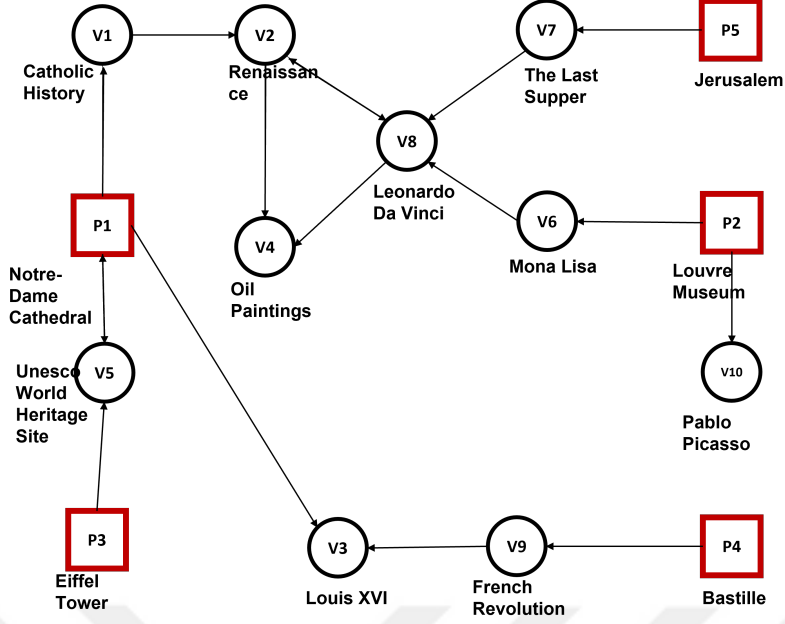 V1
Catholic
History
V2
Renaissan
ce
V7
The Last
Supper
P5
Jerusalem
V8
Leonardo
Da Vinci
P1
Notre-
Dame
Cathedral
V4
Oil
Paintings
V6
Mona Lisa
P2
Louvre
Museum
V5
Unesco
World
Heritage
Site
V10
Pablo
Picasso
P3
Eiffel
Tower
V3
Louis XVI
V9
French
Revolution
P4
Bastille